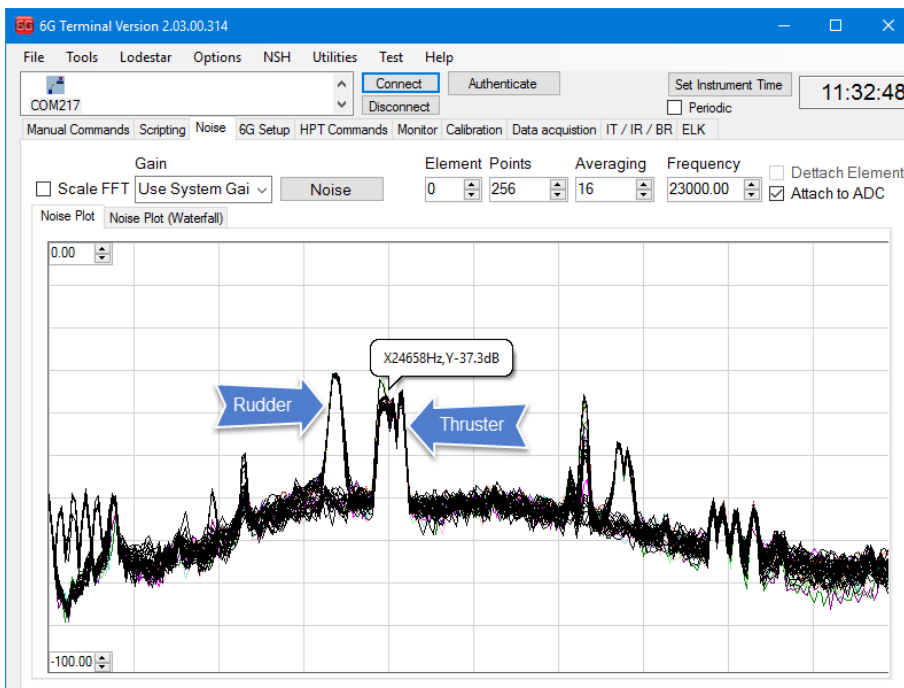 6G Terminal Version 2.03.00.314
File Tools Lodestar Options NSH Utilities Test Help
COM217
Connect
Disconnect
Authenticate
Set Instrument Time
Periodic
11:32:48
Manual Commands Scripting Noise 6G Setup HPT Commands Monitor Calibration Data acquistion IT / IR / BR ELK
Gain Element Points Averaging Frequency
Scale FFT Use System Gai Noise 0 256 16 23000.00
Dettach Element
Attach to ADC
Noise Plot Noise Plot (Waterfall)
0.00
X24658Hz,Y-37.3dB
Rudder
Thruster
-100.00